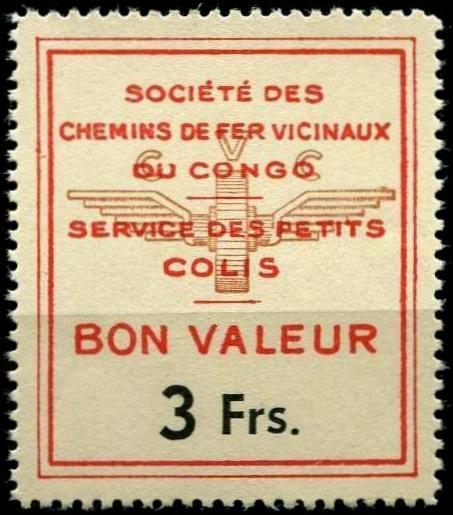 SOCIÉTÉ DES
CHEMINS DE FER VICINAUX
DU CONGO
C V C
SERVICE DES PETITS
COLIS
BON VALEUR
3 Frs.